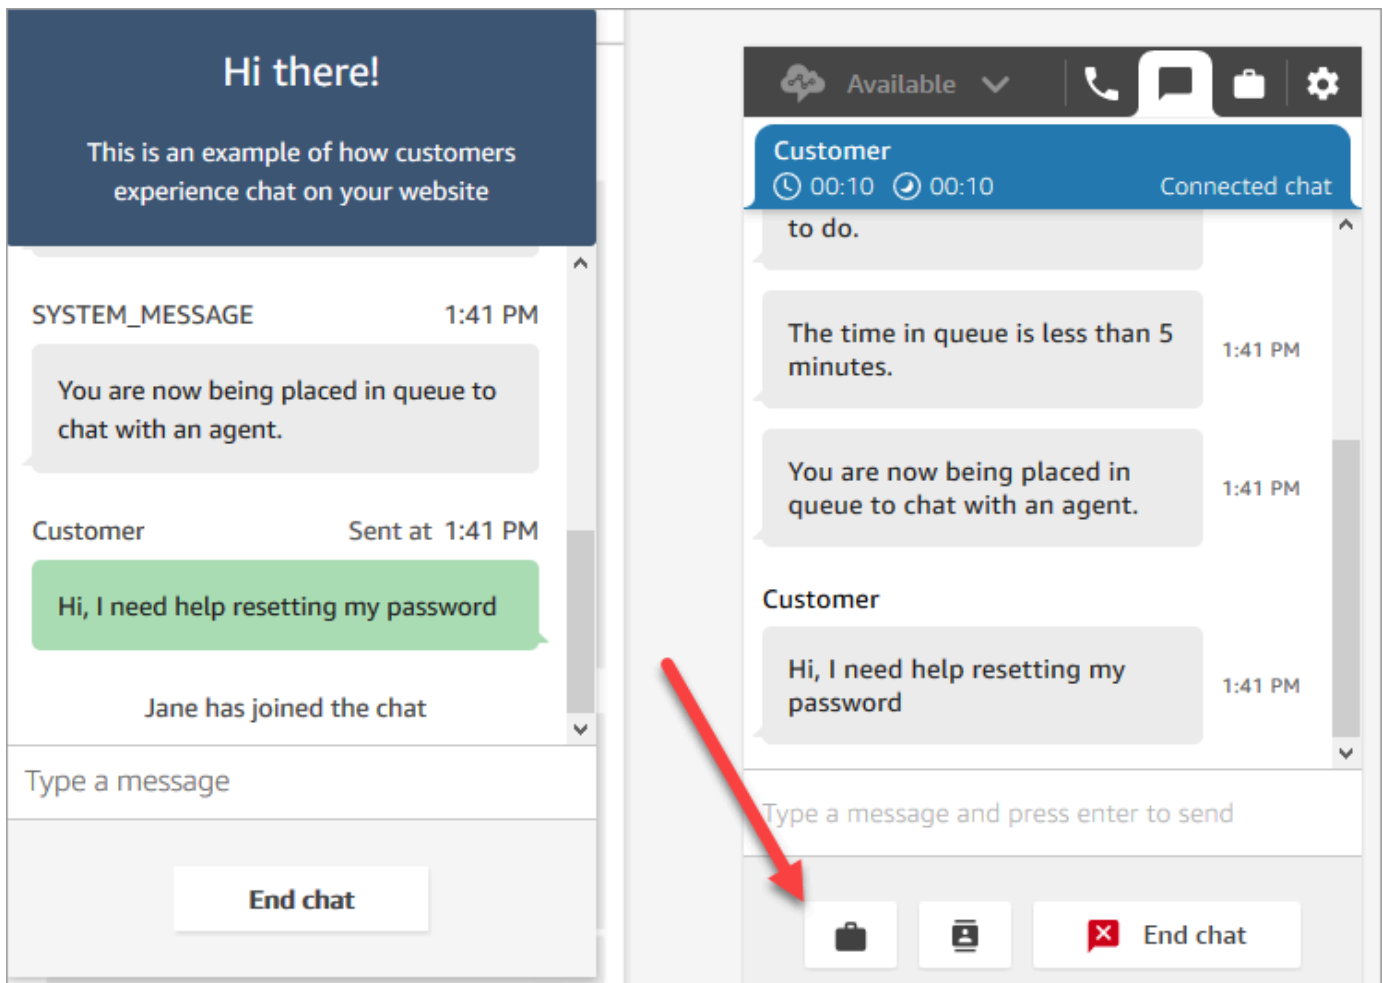 Hi there!
This is an example of how customers
experience chat on your website
SYSTEM_MESSAGE 1:41 PM
You are now being placed in queue to
chat with an agent.
Customer Sent at 1:41 PM
Hi, I need help resetting my password
Jane has joined the chat
Type a message
End chat
Available
Customer
00:10 00:10 Connected chat
to do.
The time in queue is less than 5
minutes.
1:41 PM
You are now being placed in
queue to chat with an agent.
1:41 PM
Customer
Hi, I need help resetting my
password
1:41 PM
Type a message and press enter to send
End chat